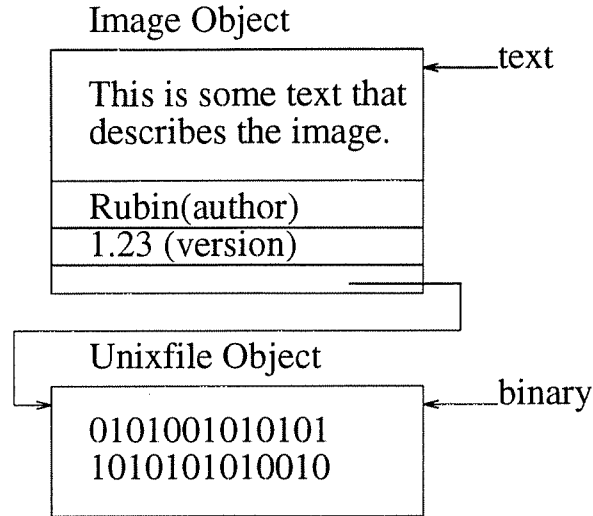 Image Object
text
This is some text that
describes the image.
Rubin(author)
1.23 (version)
Unixfile Object
binary
0101001010101
1010101010010